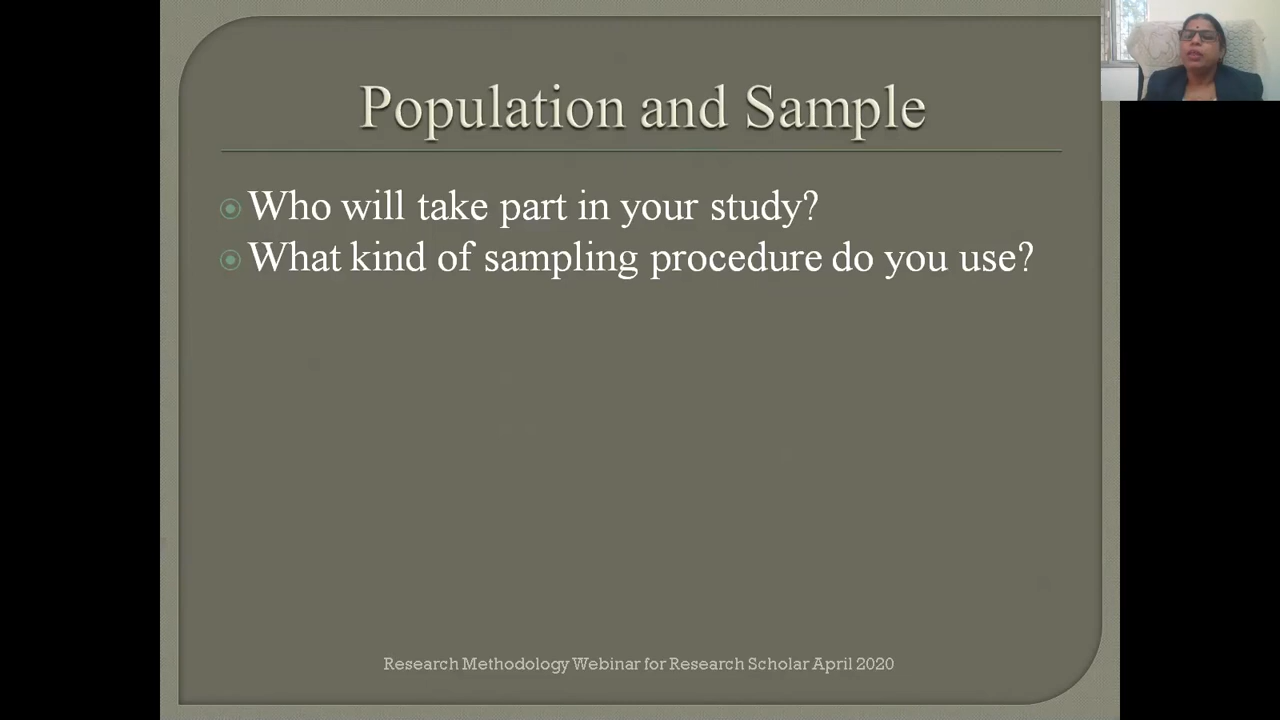 Population and Sample
Who will take part in your study?
What kind of sampling procedure do you use?
Research Methodology Webinar for Research Scholar April 2020